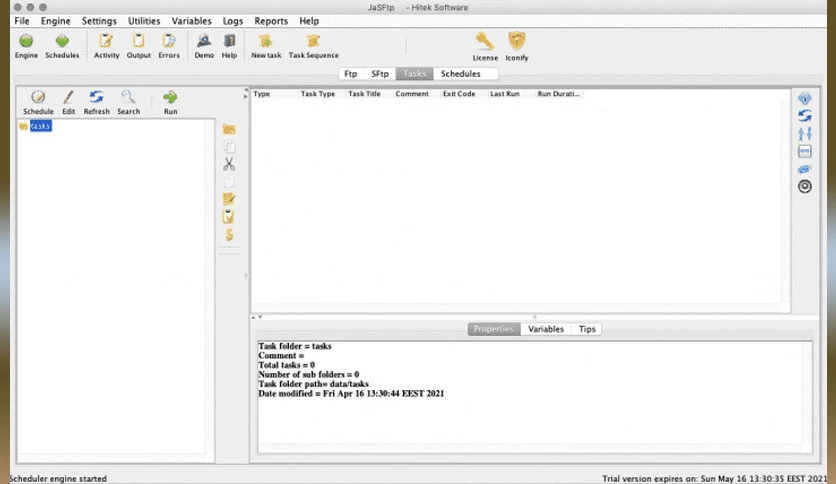 JaSFtp - Hitek Software
File Engine Settings Utilities Variables Logs Reports Help
Engine Schedules Activity Output Errors Demo Help New task Task Sequence License Iconify
Ftp SFtp Tasks Schedules
Schedule Edit Refresh Search Run
Type Task Type Task Title Comment Exit Code Last Run Run Durati...
tasks
Properties Variables Tips
Task folder = tasks
Comment =
Total tasks = 0
Number of sub folders = 0
Task folder path= data/tasks
Date modified = Fri Apr 16 13:30:44 EEST 2021
Scheduler engine started
Trial version expires on: Sun May 16 13:30:35 EEST 2021